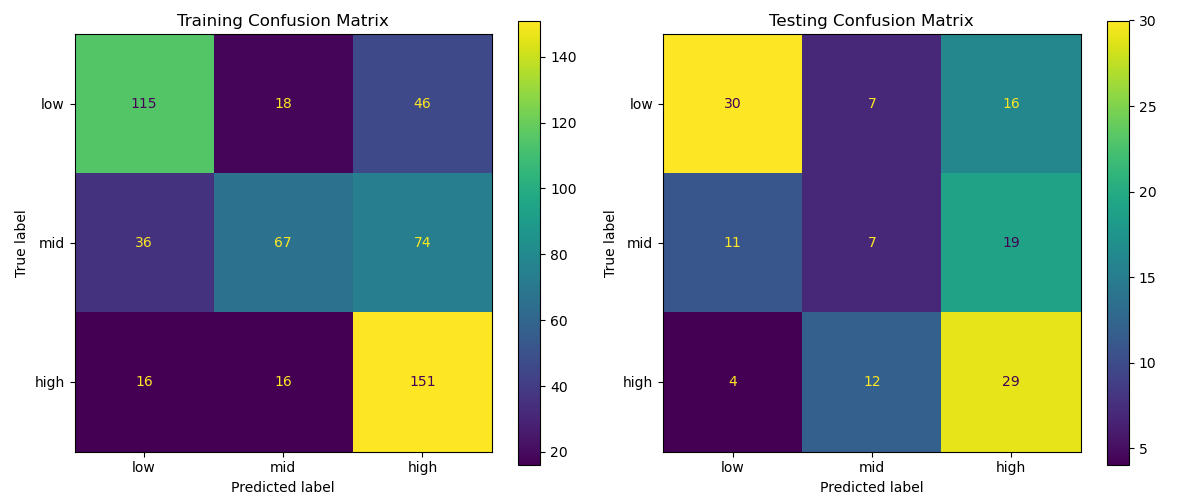 Training Confusion Matrix
True label
low
mid
high
115 18 46
36 67 74
16 16 151
low mid high
Predicted label
140
120
100
80
60
40
20
Testing Confusion Matrix
True label
low
mid
high
30 7 16
11 7 19
4 12 29
low mid high
Predicted label
30
25
20
15
10
5